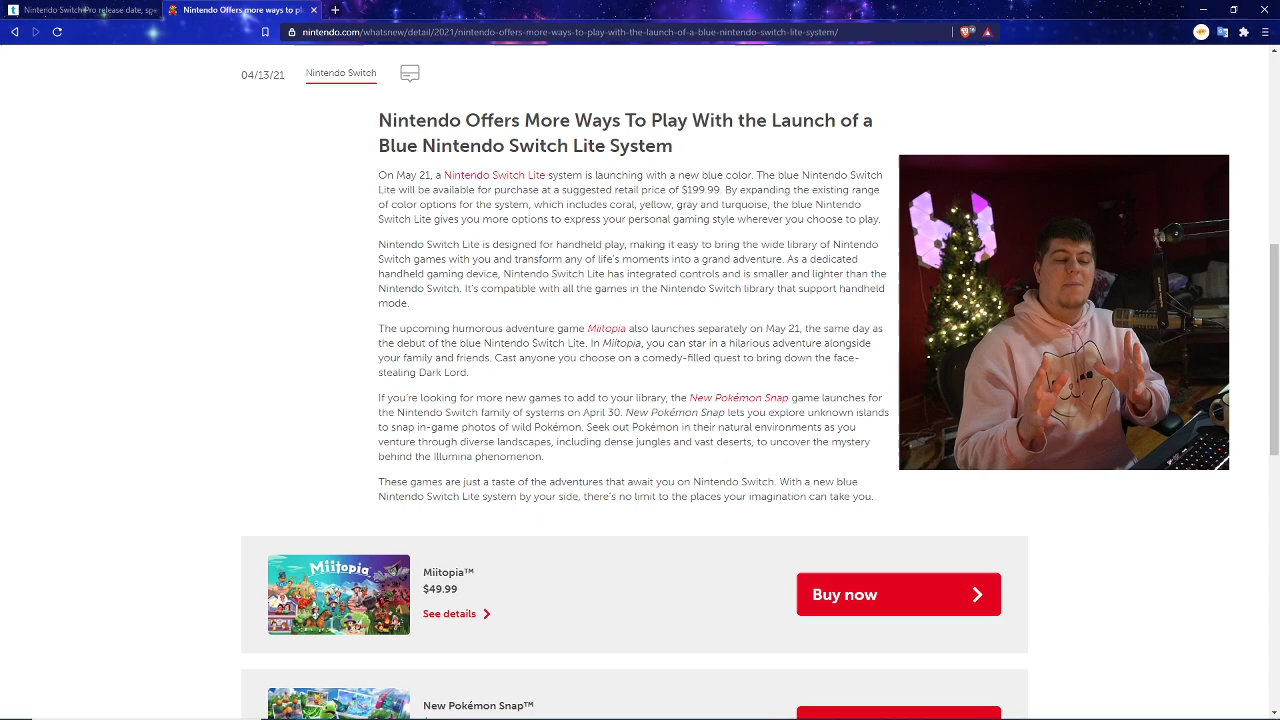 Nintendo Switch Pro release date, spe
Nintendo Offers more ways to pl
nintendo.com/whatsnew/detail/2021/nintendo-offers-more-ways-to-play-with-the-launch-of-a-blue-nintendo-switch-lite-system/
04/13/21 Nintendo Switch
Nintendo Offers More Ways To Play With the Launch of a
Blue Nintendo Switch Lite System
On May 21, a Nintendo Switch Lite system is launching with a new blue color. The blue Nintendo Switch
Lite will be available for purchase at a suggested retail price of $199.99. By expanding the existing range
of color options for the system, which includes coral, yellow, gray and turquoise, the blue Nintendo
Switch Lite gives you more options to express your personal gaming style wherever you choose to play.
Nintendo Switch Lite is designed for handheld play, making it easy to bring the wide library of Nintendo
Switch games with you and transform any of life's moments into a grand adventure. As a dedicated
handheld gaming device, Nintendo Switch Lite has integrated controls and is smaller and lighter than the
Nintendo Switch. It's compatible with all the games in the Nintendo Switch library that support handheld
mode.
The upcoming humorous adventure game Miitopia also launches separately on May 21, the same day as
the debut of the blue Nintendo Switch Lite. In Miitopia, you can star in a hilarious adventure alongside
your family and friends. Cast anyone you choose on a comedy-filled quest to bring down the face-
stealing Dark Lord.
If you're looking for more new games to add to your library, the New Pokémon Snap game launches for
the Nintendo Switch family of systems on April 30. New Pokémon Snap lets you explore unknown islands
to snap in-game photos of wild Pokémon. Seek out Pokémon in their natural environments as you
venture through diverse landscapes, including dense jungles and vast deserts, to uncover the mystery
behind the Illumina phenomenon.
These games are just a taste of the adventures that await you on Nintendo Switch. With a new blue
Nintendo Switch Lite system by your side, there's no limit to the places your imagination can take you.
Miitopia
Miitopia™
$49.99
See details
Buy now
New Pokémon Snap™